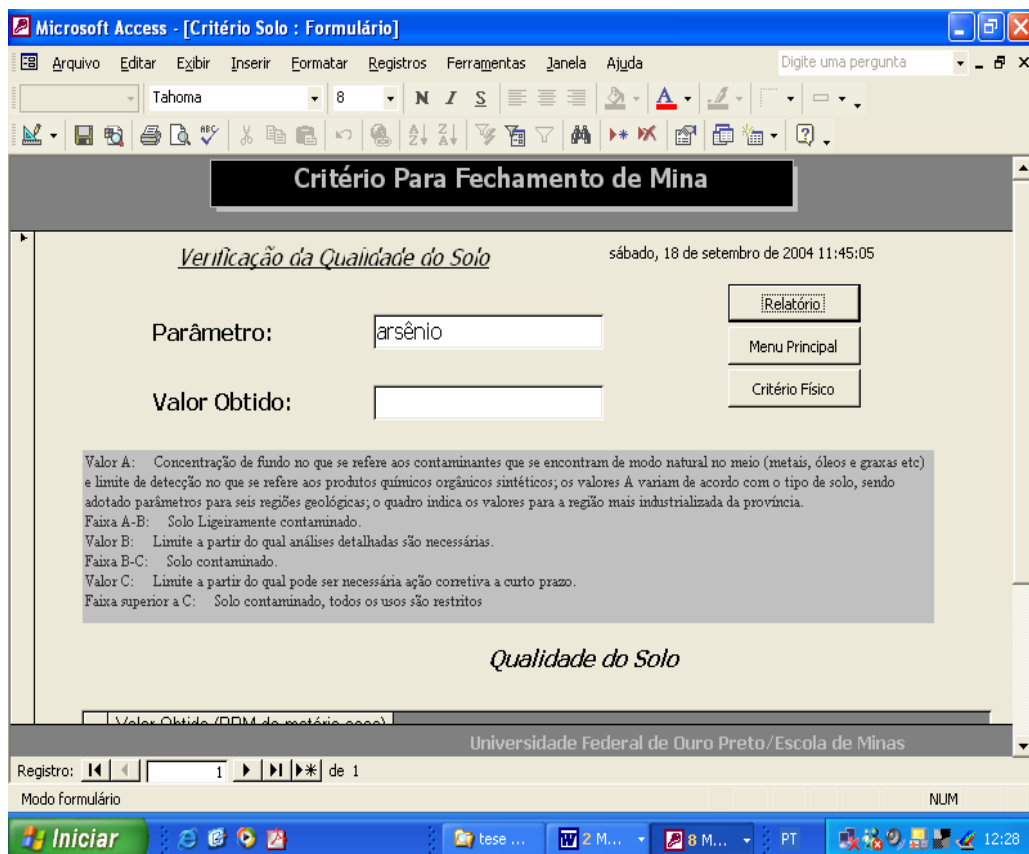 Microsoft Access - [Critério Solo : Formulário]
Arquivo Editar Exibir Inserir Formatar Registros Ferramentas Janela Ajuda Digite uma pergunta
Tahoma 8 N I S A
Critério Para Fechamento de Mina
Verificação da Qualidade do Solo
sábado, 18 de setembro de 2004 11:45:05
Relatório
Parâmetro: arsênio
Menu Principal
Critério Físico
Valor Obtido:
Valor A: Concentração de fundo no que se refere aos contaminantes que se encontram de modo natural no meio (metais, óleos e graxas etc)
e limite de detecção no que se refere aos produtos químicos orgânicos sintéticos; os valores A variam de acordo com o tipo de solo, sendo
adotado parâmetros para seis regiões geológicas; o quadro indica os valores para a região mais industrializada da província.
Faixa A-B: Solo Ligeiramente contaminado.
Valor B: Limite a partir do qual análises detalhadas são necessárias.
Faixa B-C: Solo contaminado.
Valor C: Limite a partir do qual pode ser necessária ação corretiva a curto prazo.
Faixa superior a C: Solo contaminado, todos os usos são restritos
Qualidade do Solo
Valor Obtido (PPM de matéria seca)
Universidade Federal de Ouro Preto/Escola de Minas
Registro: 1 de 1
Modo formulário NUM
Iniciar tese ... 2 M... 8 M... PT 12:28